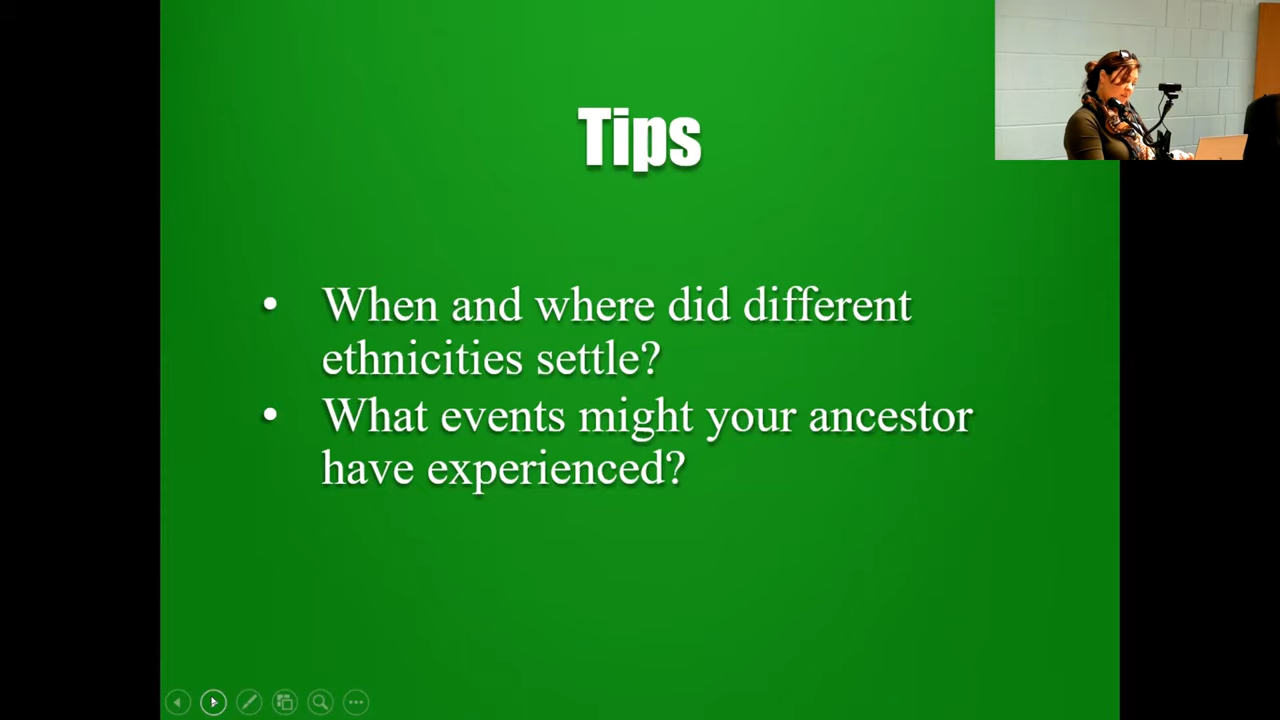 Tips
• When and where did different
ethnicities settle?
• What events might your ancestor
have experienced?